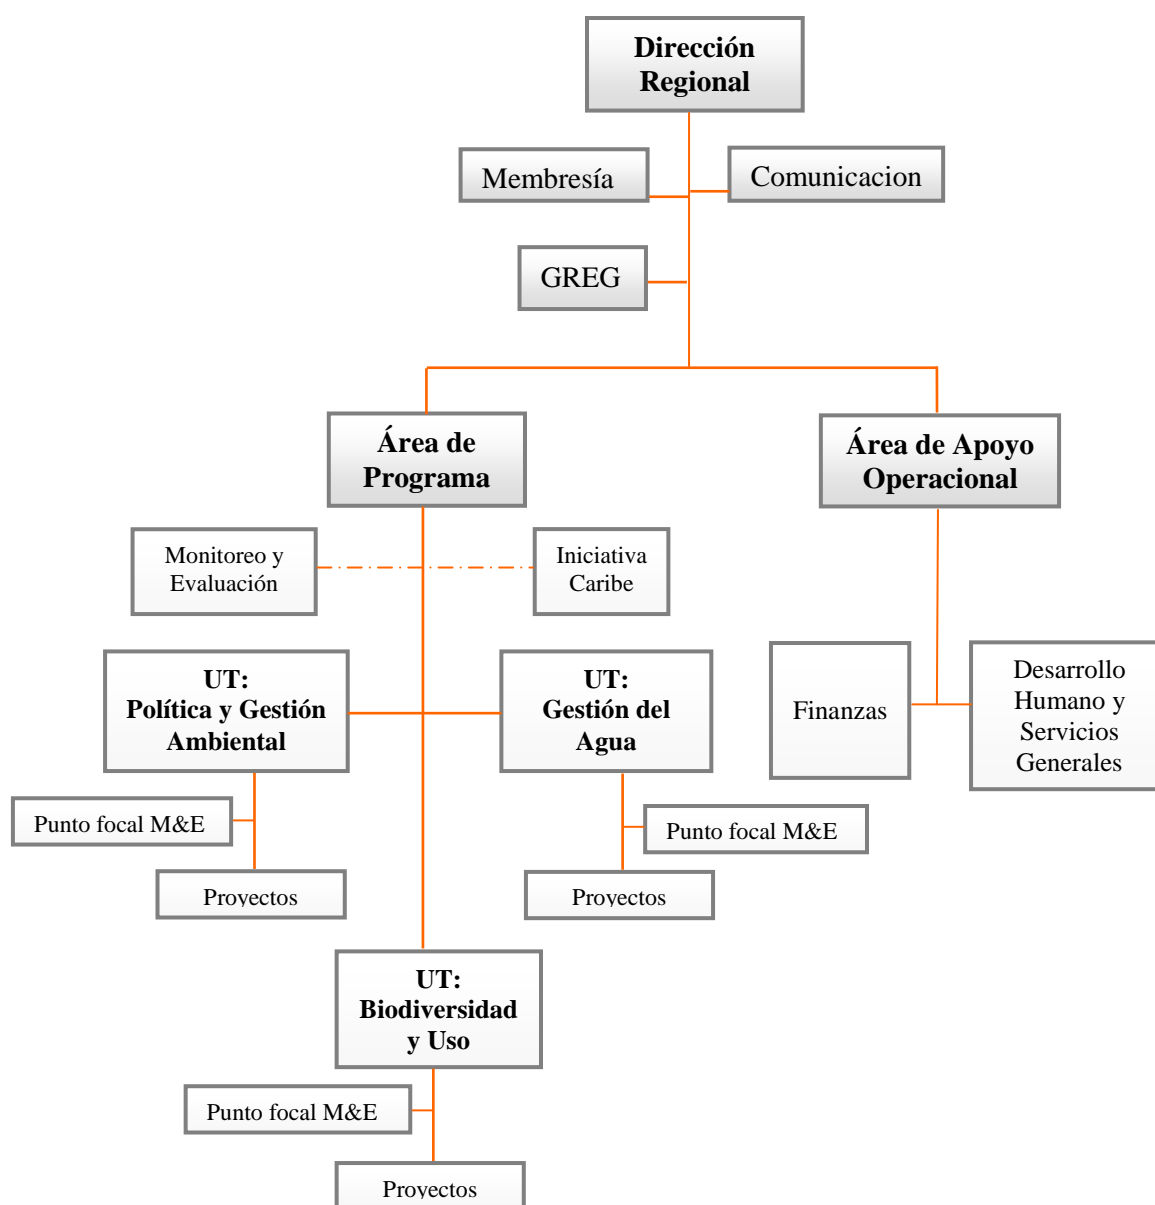 Dirección
Regional
Membresía
Comunicacion
GREG
Área de
Programa
Área de Apoyo
Operacional
Monitoreo y
Evaluación
Iniciativa
Caribe
UT:
Política y Gestión
Ambiental
UT:
Gestión del
Agua
Finanzas
Desarrollo
Humano y
Servicios
Generales
Punto focal M&E
Proyectos
Punto focal M&E
Proyectos
UT:
Biodiversidad
y Uso
Punto focal M&E
Proyectos